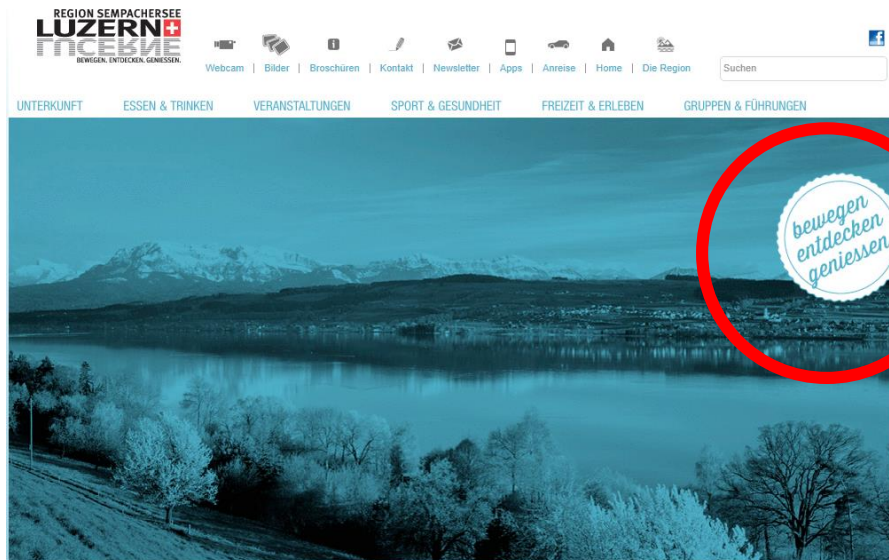 REGION SEMPACHERSEE
LUZERN
LUCERNE
BEWEGEN. ENTDECKEN. GENIESSEN.
Webcam | Bilder | Broschüren | Kontakt | Newsletter | Apps | Anreise | Home | Die Region
Suchen
UNTERKUNFT ESSEN & TRINKEN VERANSTALTUNGEN SPORT & GESUNDHEIT FREIZEIT & ERLEBEN GRUPPEN & FÜHRUNGEN
bewegen
entdecken
geniessen